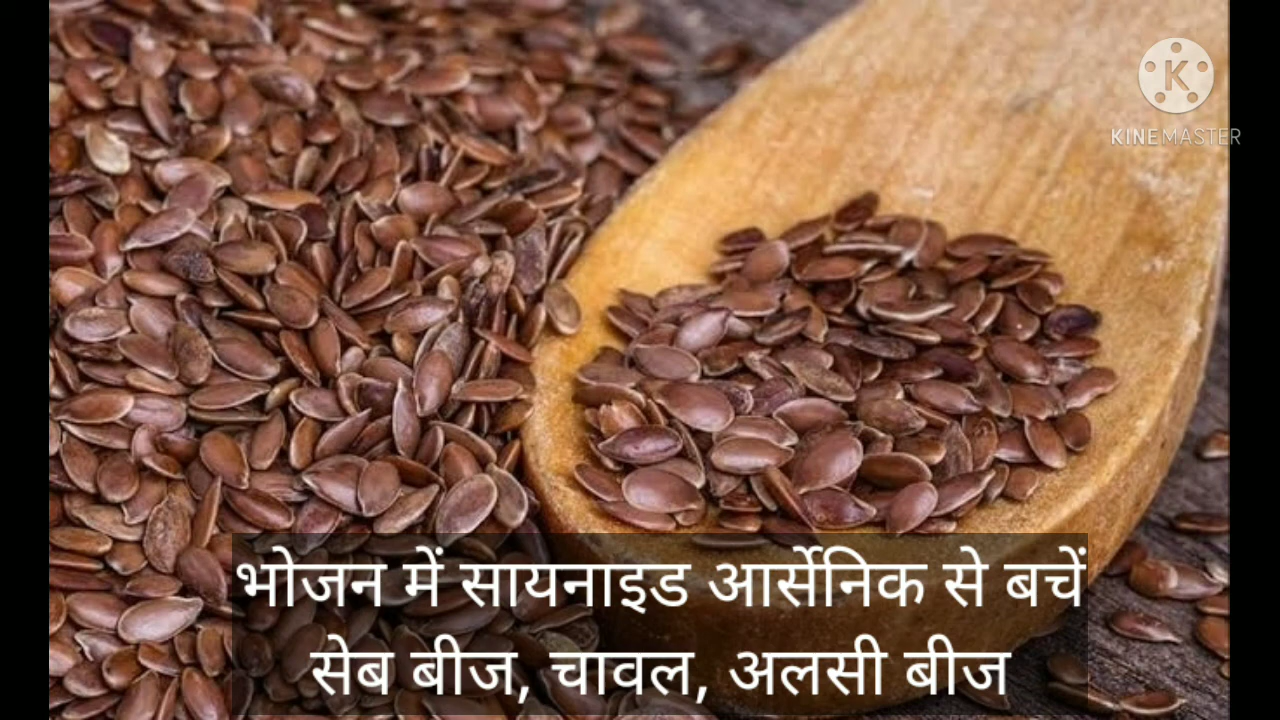 KINEMASTER
भोजन में सायनाइड आर्सेनिक से बचें
सेब बीज, चावल, अलसी बीज